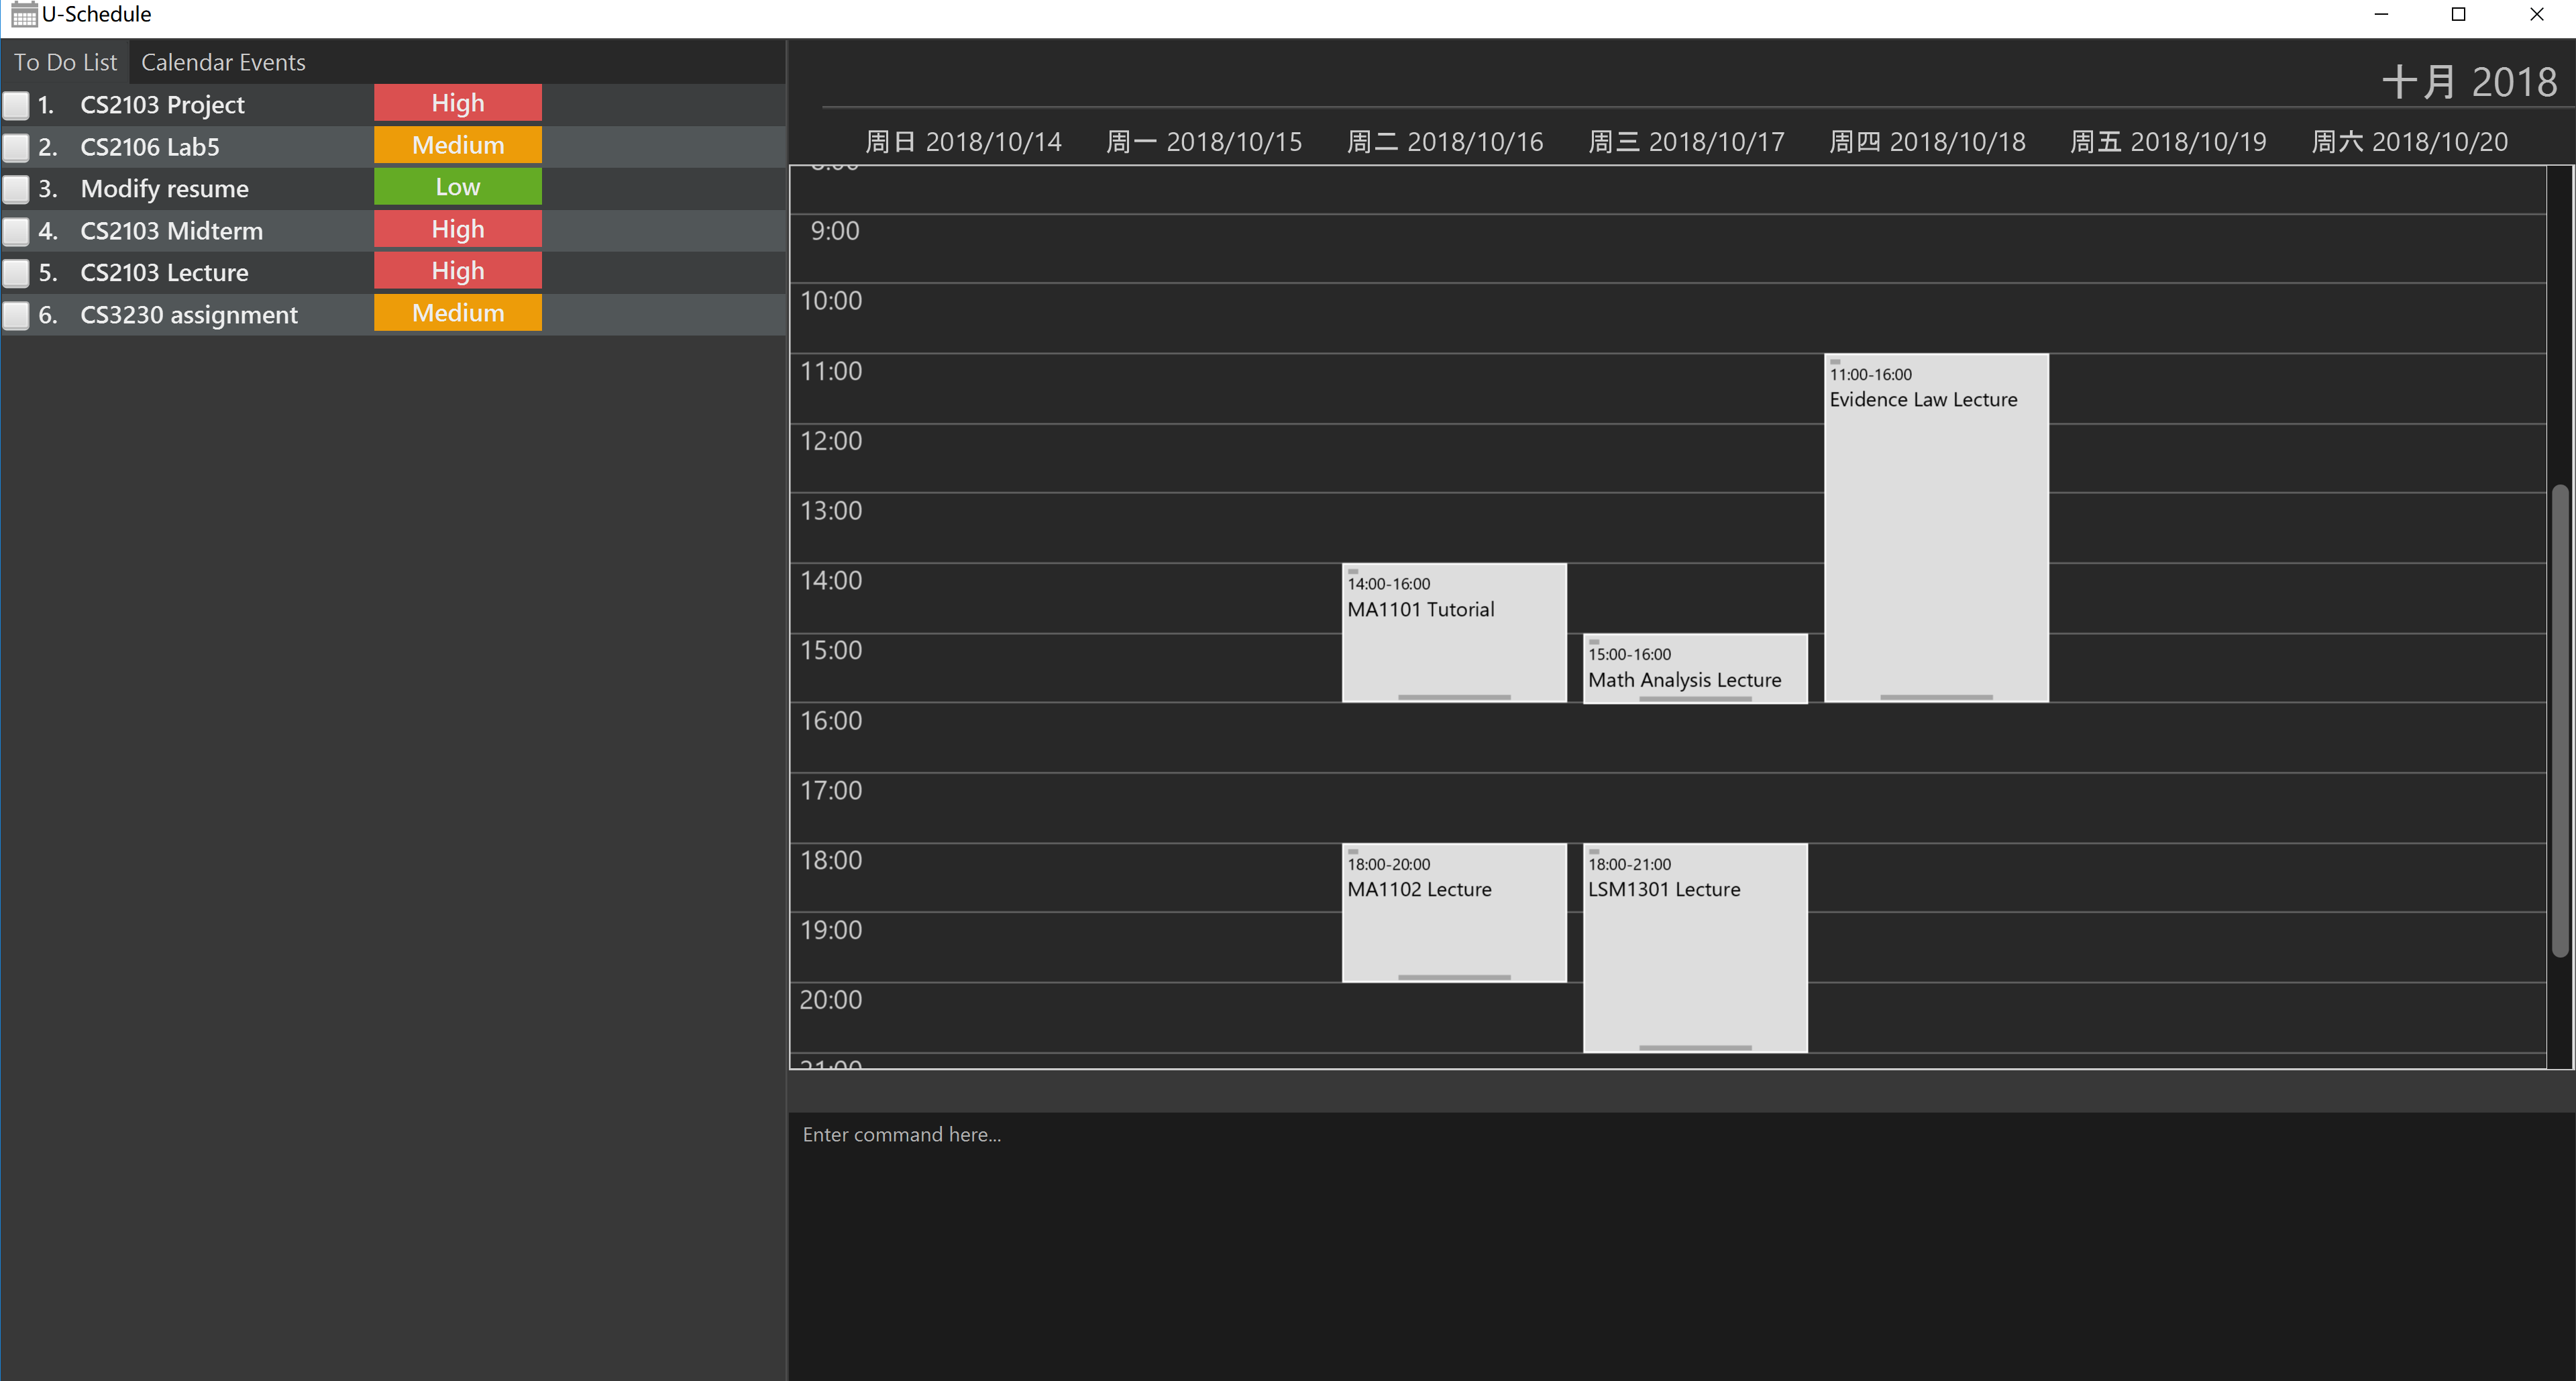 U-Schedule
To Do List Calendar Events
1. CS2103 Project High
2. CS2106 Lab5 Medium
3. Modify resume Low
4. CS2103 Midterm High
5. CS2103 Lecture High
6. CS3230 assignment Medium
十月 2018
周日 2018/10/14 周一 2018/10/15 周二 2018/10/16 周三 2018/10/17 周四 2018/10/18 周五 2018/10/19 周六 2018/10/20
9:00
10:00
11:00
11:00-16:00
Evidence Law Lecture
12:00
13:00
14:00
14:00-16:00
MA1101 Tutorial
15:00
15:00-16:00
Math Analysis Lecture
16:00
17:00
18:00
18:00-20:00
MA1102 Lecture
18:00-21:00
LSM1301 Lecture
19:00
20:00
21:00
Enter command here...